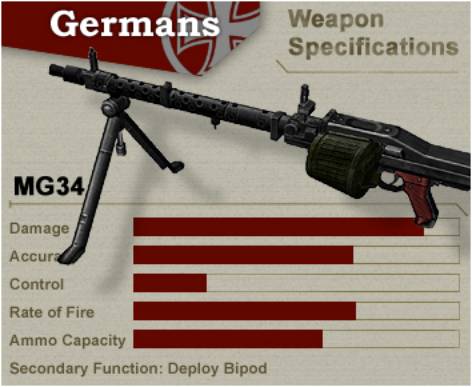 Germans
Weapon
Specifications
MG34
Damage
Accura
Control
Rate of Fire
Ammo Capacity
Secondary Function: Deploy Bipod